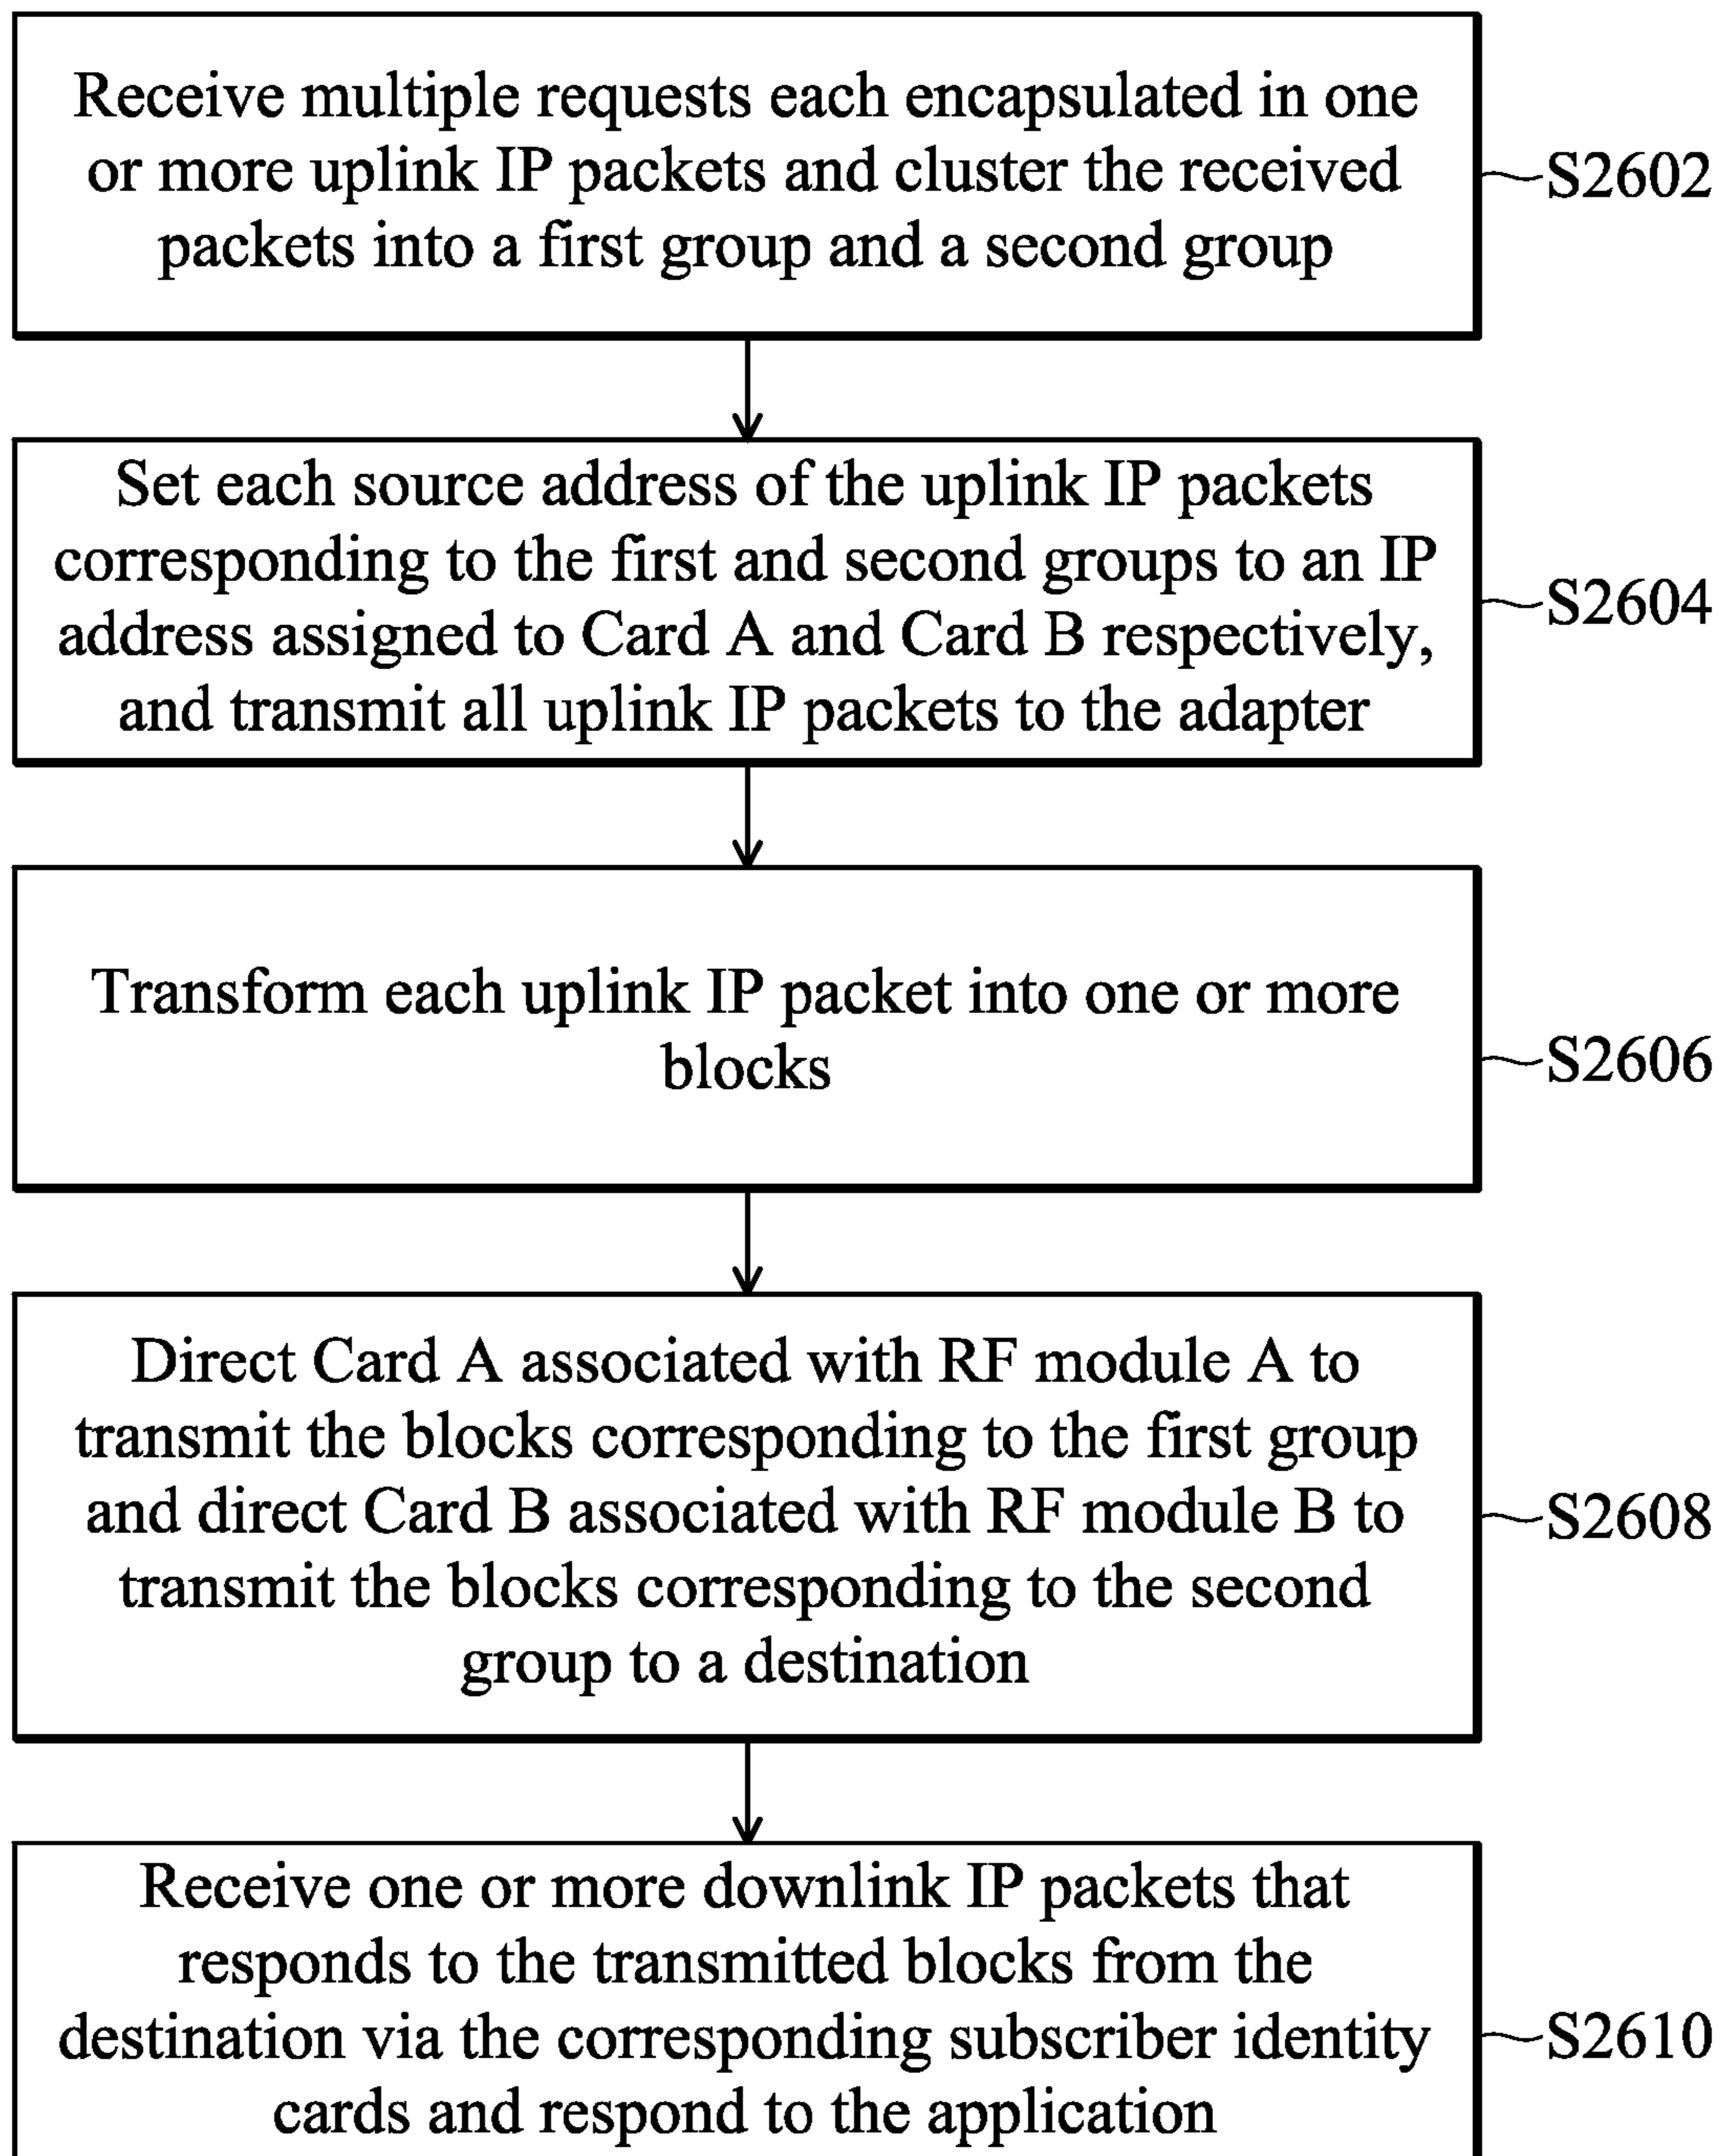 Receive multiple requests each encapsulated in one
or more uplink IP packets and cluster the received
packets into a first group and a second group
S2602
Set each source address of the uplink IP packets
corresponding to the first and second groups to an IP
address assigned to Card A and Card B respectively,
and transmit all uplink IP packets to the adapter
S2604
Transform each uplink IP packet into one or more
blocks
S2606
Direct Card A associated with RF module A to
transmit the blocks corresponding to the first group
and direct Card B associated with RF module B to
transmit the blocks corresponding to the second
group to a destination
S2608
Receive one or more downlink IP packets that
responds to the transmitted blocks from the
destination via the corresponding subscriber identity
cards and respond to the application
S2610